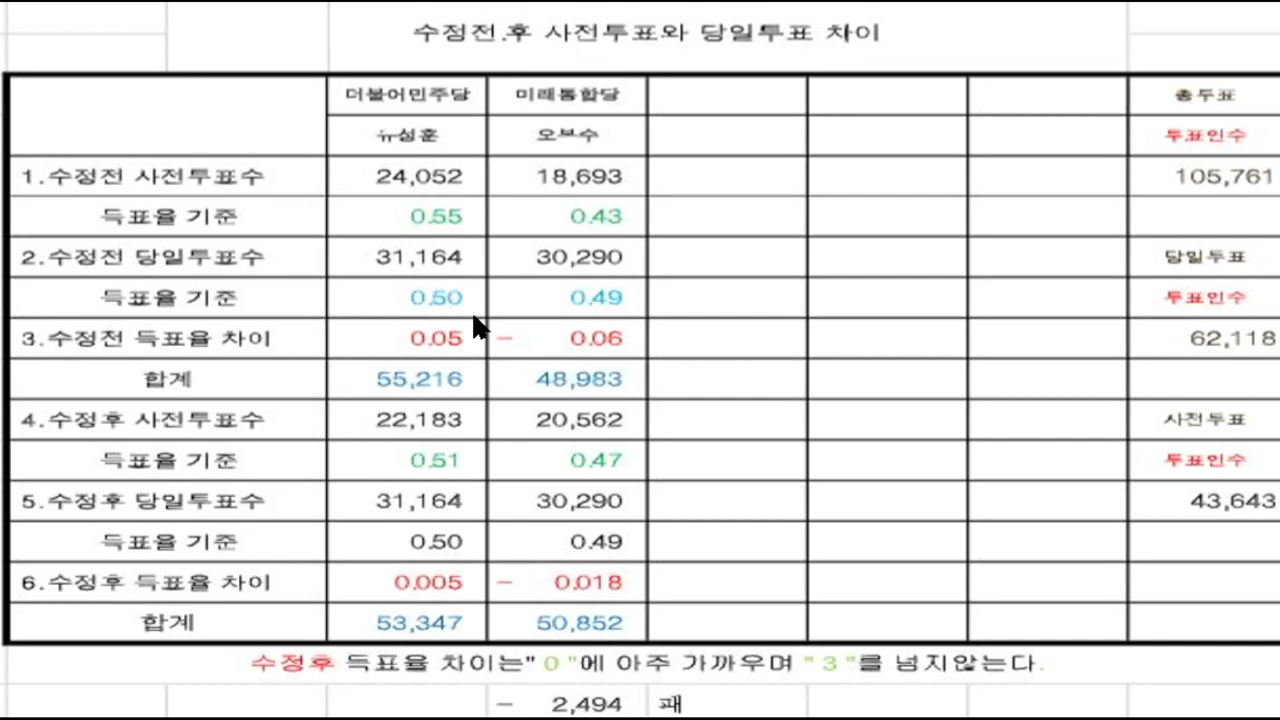 수정전.후 사전투표와 당일투표 차이
더불어민주당 미래통합당 총투표
오부수 투표인수
1.수정전 사전투표수 24,052 18,693 105,761
득표율 기준 0.55 0.43
2.수정전 당일투표수 31,164 30,290 당일투표
득표율 기준 0.50 0.49 투표인수
3.수정전 득표율 차이 0.05 - 0.06 62,118
합계 55,216 48,983
4.수정후 사전투표수 22,183 20,562 사전투표
득표율 기준 0.51 0.47 투표인수
5.수정후 당일투표수 31,164 30,290 43,643
득표율 기준 0.50 0.49
6.수정후 득표율 차이 0.005 - 0.018
합계 53,347 50,852
수정후 득표율 차이는" 0 "에 아주 가까우며 " 3 "를 넘지않는다.
- 2,494 패